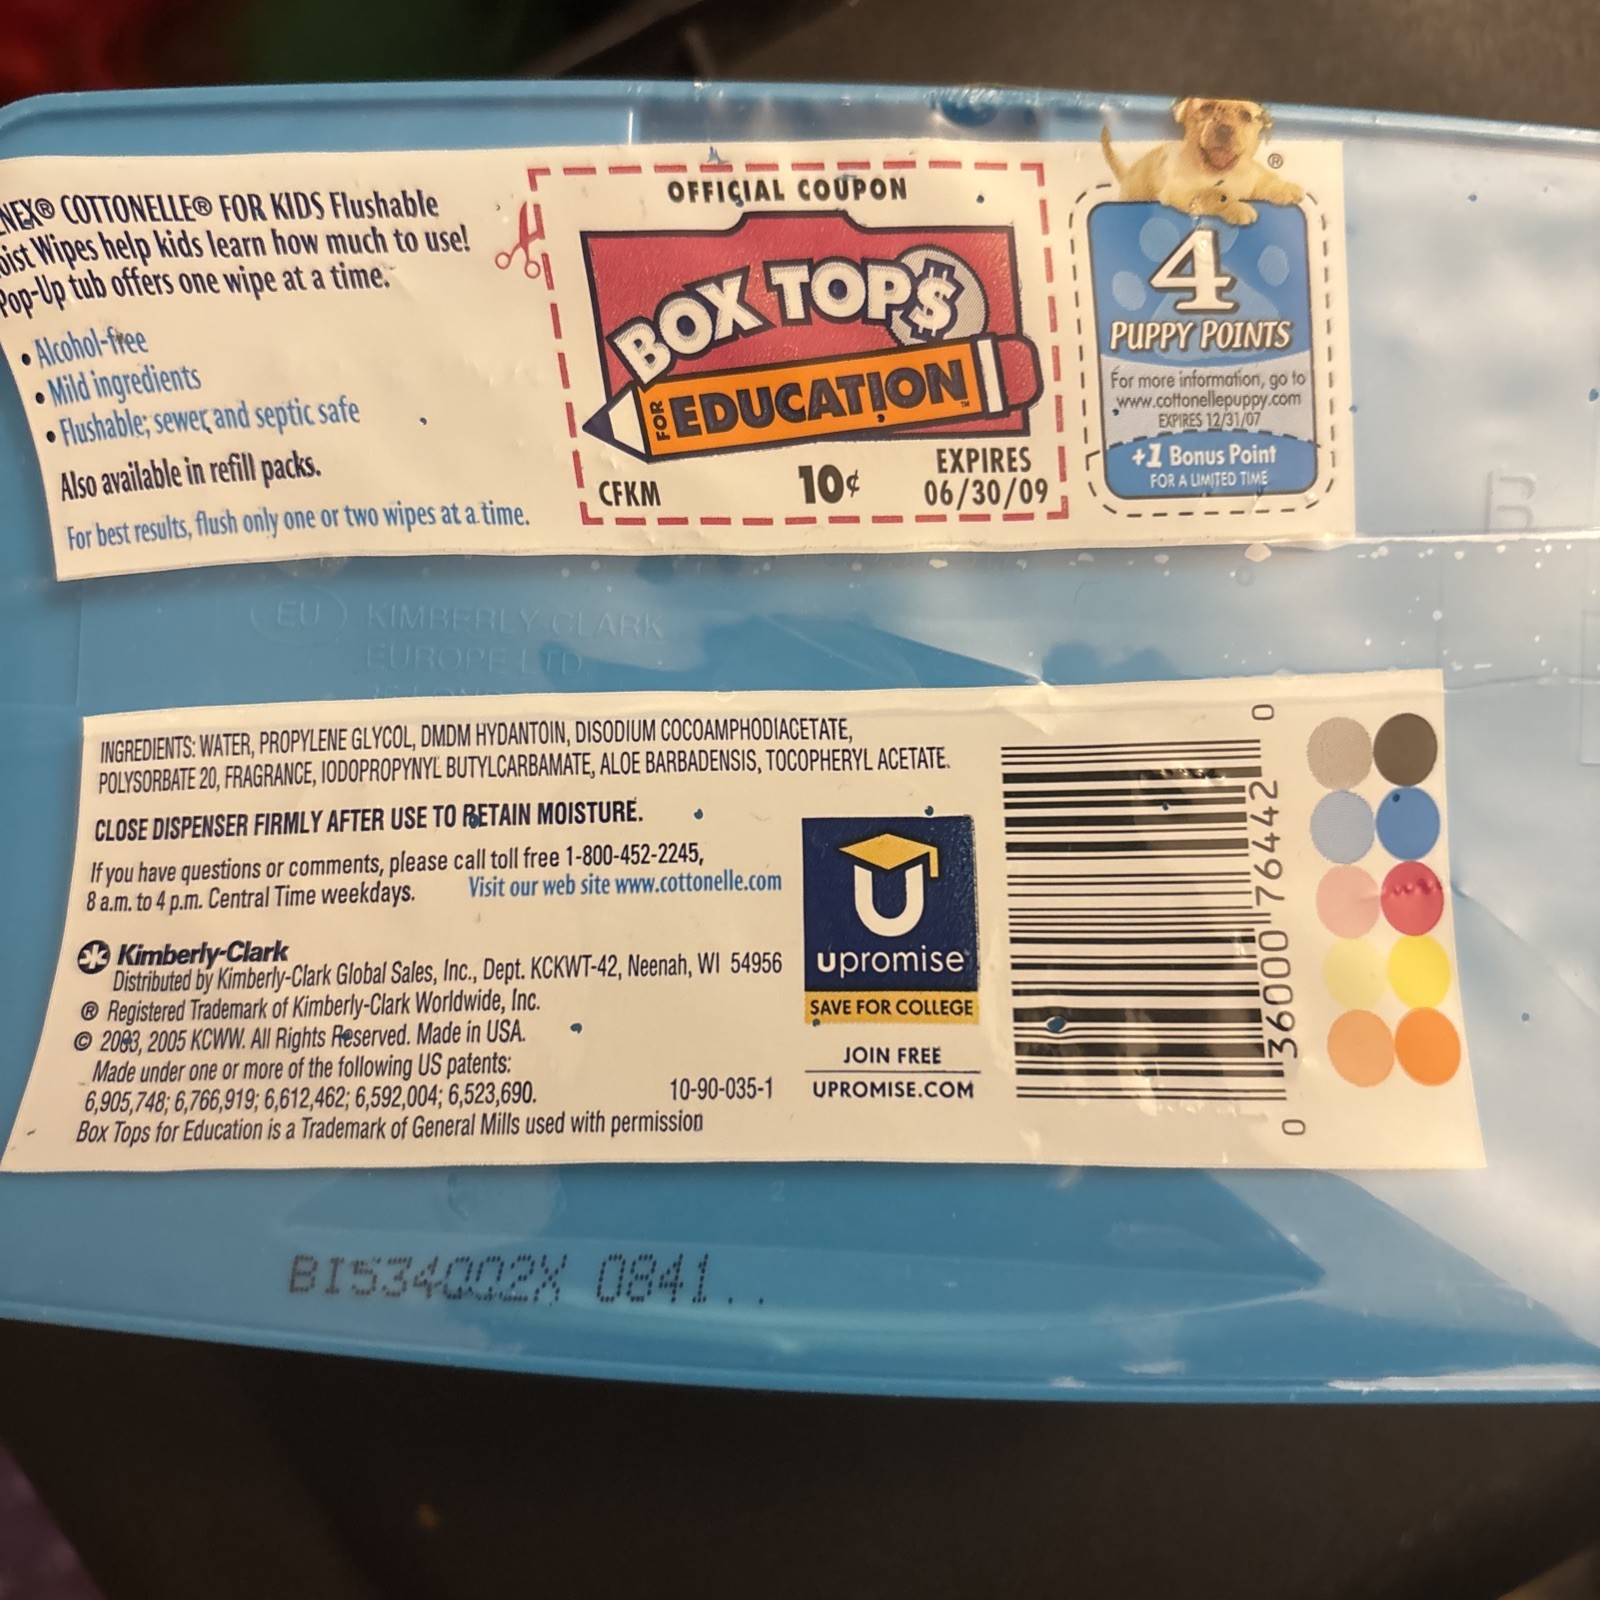 NEX® COTTONELLE® FOR KIDS Flushable
oist Wipes help kids learn how much to use!
Pop-Up tub offers one wipe at a time.
• Alcohol-free
• Mild ingredients
• Flushable; sewer, and septic safe
Also available in refill packs.
For best results, flush only one or two wipes at a time.
OFFICIAL COUPON
BOX TOP$
FOR EDUCATION™
CFKM 10¢ EXPIRES 06/30/09
®
4
PUPPY POINTS
For more information, go to
www.cottonellepuppy.com
EXPIRES 12/31/07
+1 Bonus Point
FOR A LIMITED TIME
EU KIMBERLY CLARK
EUROPE LTD
INGREDIENTS: WATER, PROPYLENE GLYCOL, DMDM HYDANTOIN, DISODIUM COCOAMPHODIACETATE,
POLYSORBATE 20, FRAGRANCE, IODOPROPYNYL BUTYLCARBAMATE, ALOE BARBADENSIS, TOCOPHERYL ACETATE.
CLOSE DISPENSER FIRMLY AFTER USE TO RETAIN MOISTURE.
If you have questions or comments, please call toll free 1-800-452-2245,
8 a.m. to 4 p.m. Central Time weekdays. Visit our web site www.cottonelle.com
Kimberly-Clark
Distributed by Kimberly-Clark Global Sales, Inc., Dept. KCKWT-42, Neenah, WI 54956
® Registered Trademark of Kimberly-Clark Worldwide, Inc.
© 2003, 2005 KCWW. All Rights Reserved. Made in USA.
Made under one or more of the following US patents:
6,905,748; 6,766,919; 6,612,462; 6,592,004; 6,523,690. 10-90-035-1
Box Tops for Education is a Trademark of General Mills used with permission
U
upromise
SAVE FOR COLLEGE
JOIN FREE
UPROMISE.COM
0 36000 76442 0
BI534002X 0841..